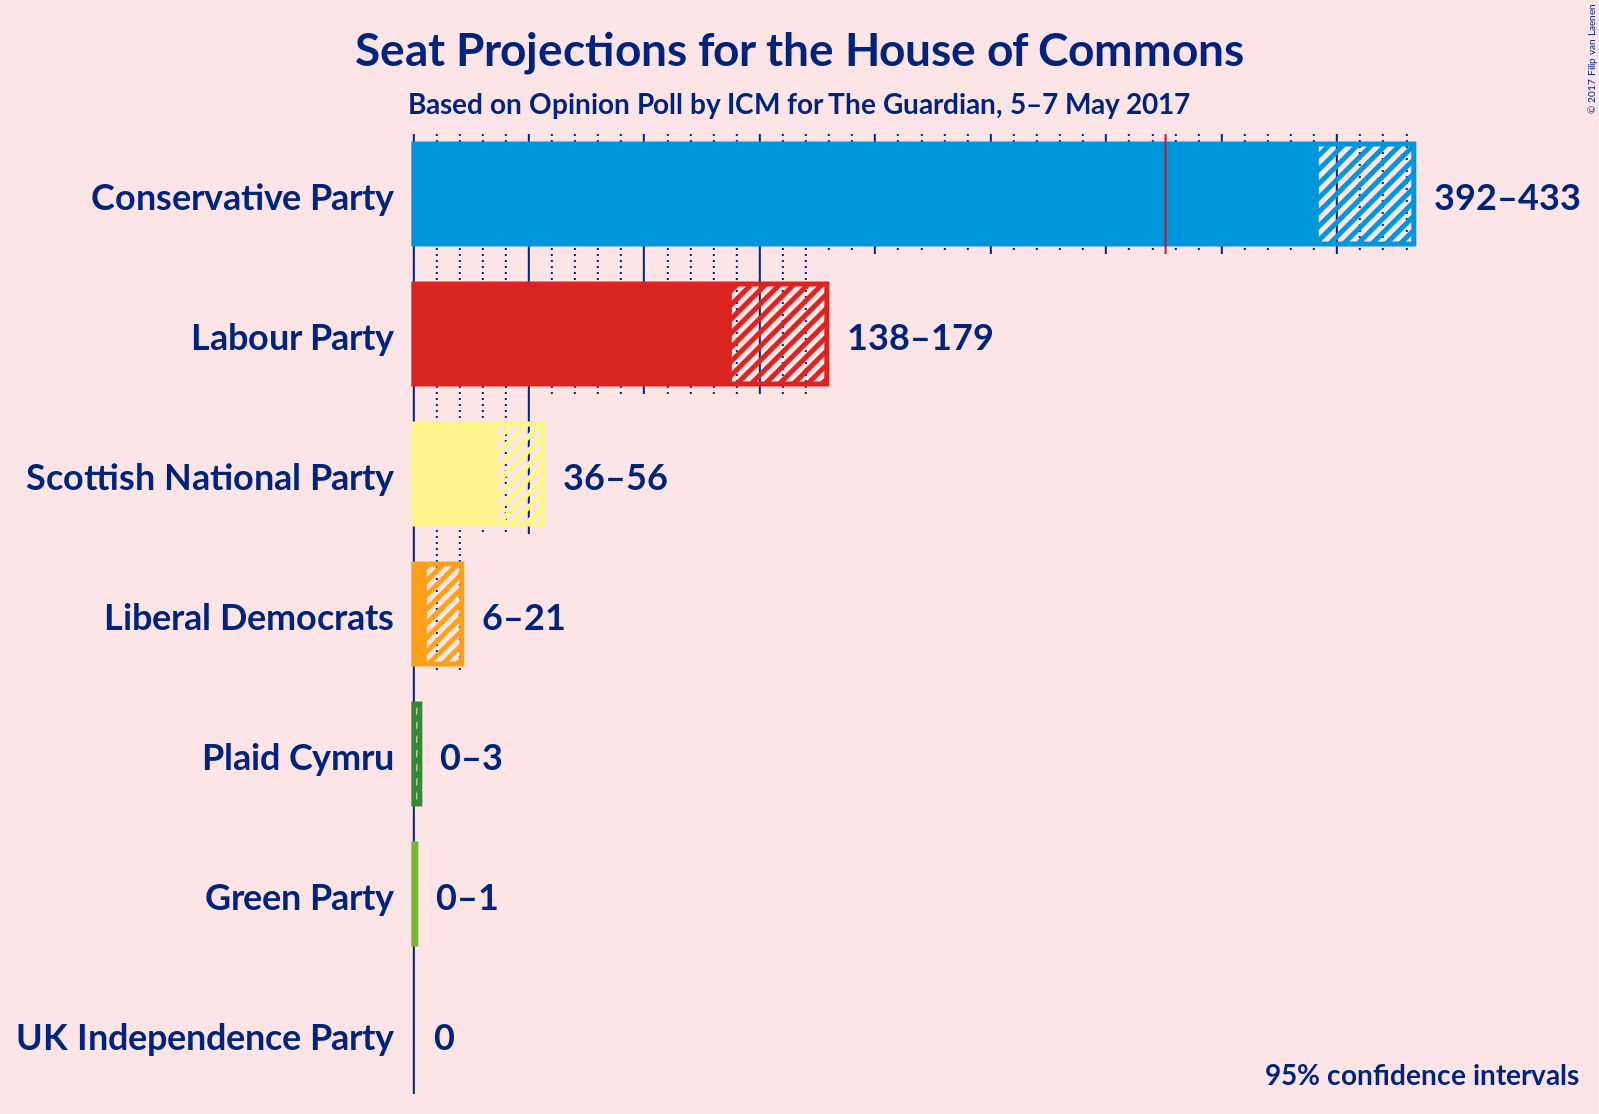 Seat Projections for the House of Commons
Based on Opinion Poll by ICM for The Guardian, 5–7 May 2017
© 2017 Filip van Laenen
Conservative Party 392–433
Labour Party 138–179
Scottish National Party 36–56
Liberal Democrats 6–21
Plaid Cymru 0–3
Green Party 0–1
UK Independence Party 0
95% confidence intervals